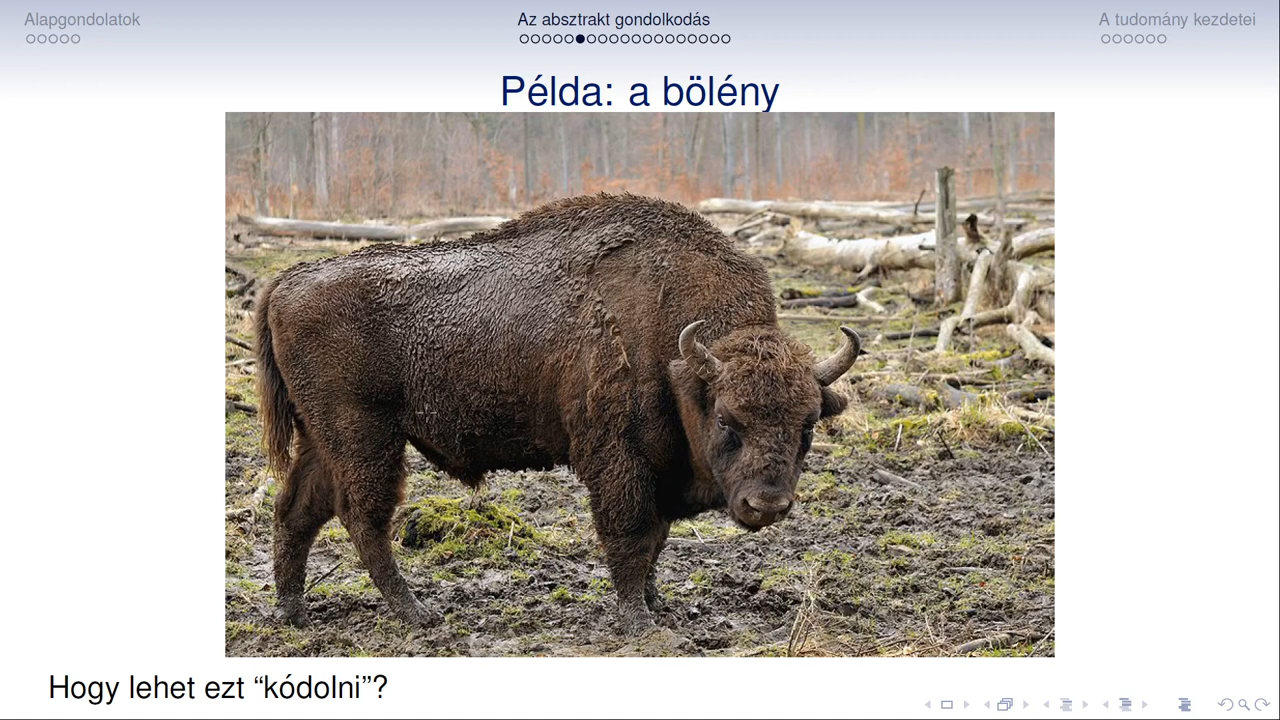 Alapgondolatok
Az absztrakt gondolkodás
A tudomány kezdetei
Példa: a bölény
Hogy lehet ezt “kódolni”?